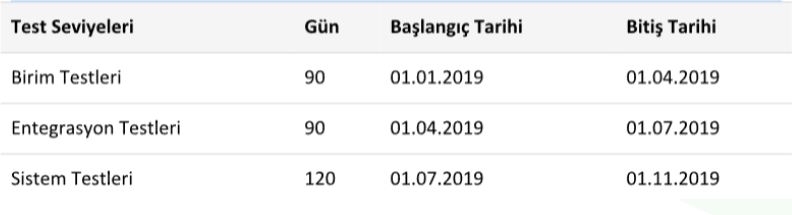 Test Seviyeleri Gün Başlangıç Tarihi Bitiş Tarihi
Birim Testleri 90 01.01.2019 01.04.2019
Entegrasyon Testleri 90 01.04.2019 01.07.2019
Sistem Testleri 120 01.07.2019 01.11.2019